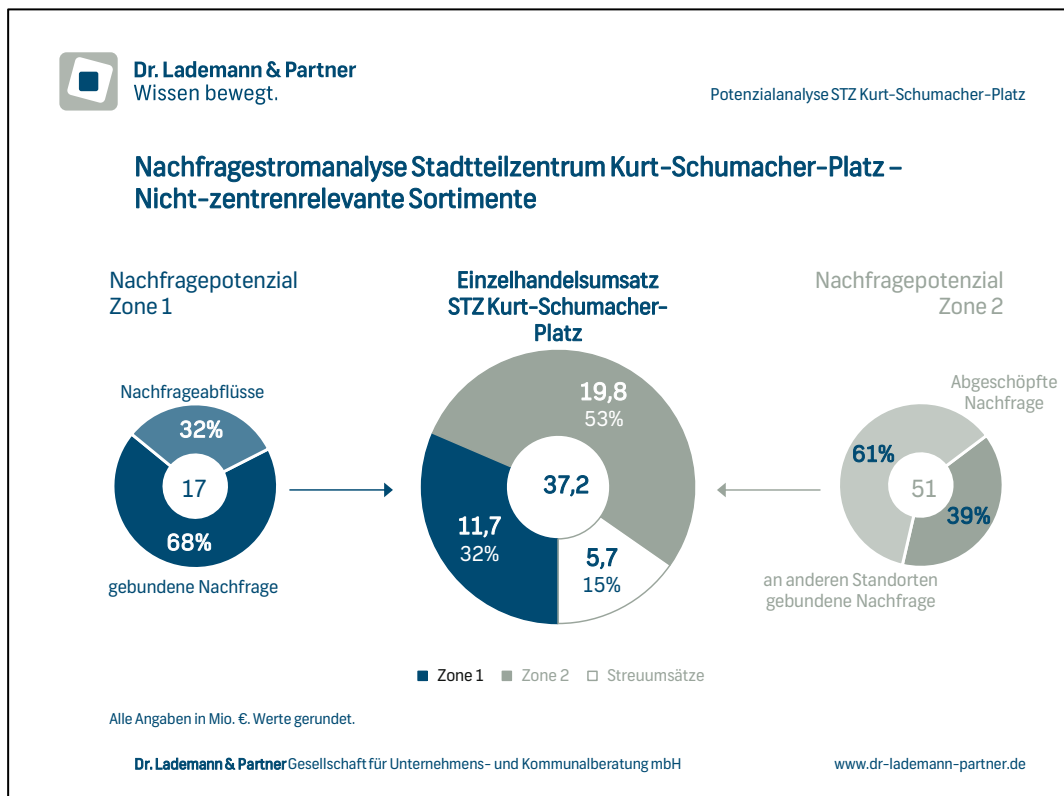 Dr. Lademann & Partner
Wissen bewegt.
Potenzialanalyse STZ Kurt-Schumacher-Platz
Nachfragestromanalyse Stadtteilzentrum Kurt-Schumacher-Platz –
Nicht-zentrenrelevante Sortimente
Nachfragepotenzial
Zone 1
Einzelhandelsumsatz
STZ Kurt-Schumacher-
Platz
Nachfragepotenzial
Zone 2
Nachfrageabflüsse
32%
17
68%
gebundene Nachfrage
19,8
53%
37,2
11,7
32%
5,7
15%
Abgeschöpfte
Nachfrage
61%
51
39%
an anderen Standorten
gebundene Nachfrage
Zone 1
Zone 2
Streuumsätze
Alle Angaben in Mio. €. Werte gerundet.
Dr. Lademann & Partner Gesellschaft für Unternehmens- und Kommunalberatung mbH
www.dr-lademann-partner.de